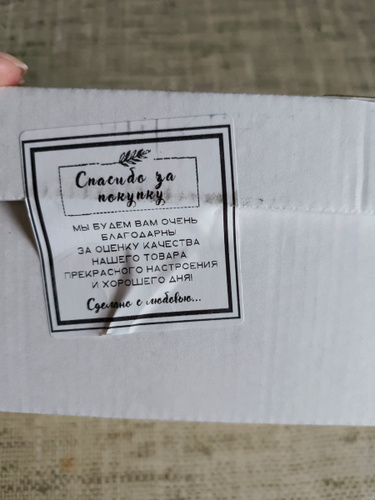 Спасибо за
покупку
МЫ БУДЕМ ВАМ ОЧЕНЬ
БЛАГОДАРНЫ
ЗА ОЦЕНКУ КАЧЕСТВА
НАШЕГО ТОВАРА
ПРЕКРАСНОГО НАСТРОЕНИЯ
И ХОРОШЕГО ДНЯ!
Сделано с любовью...